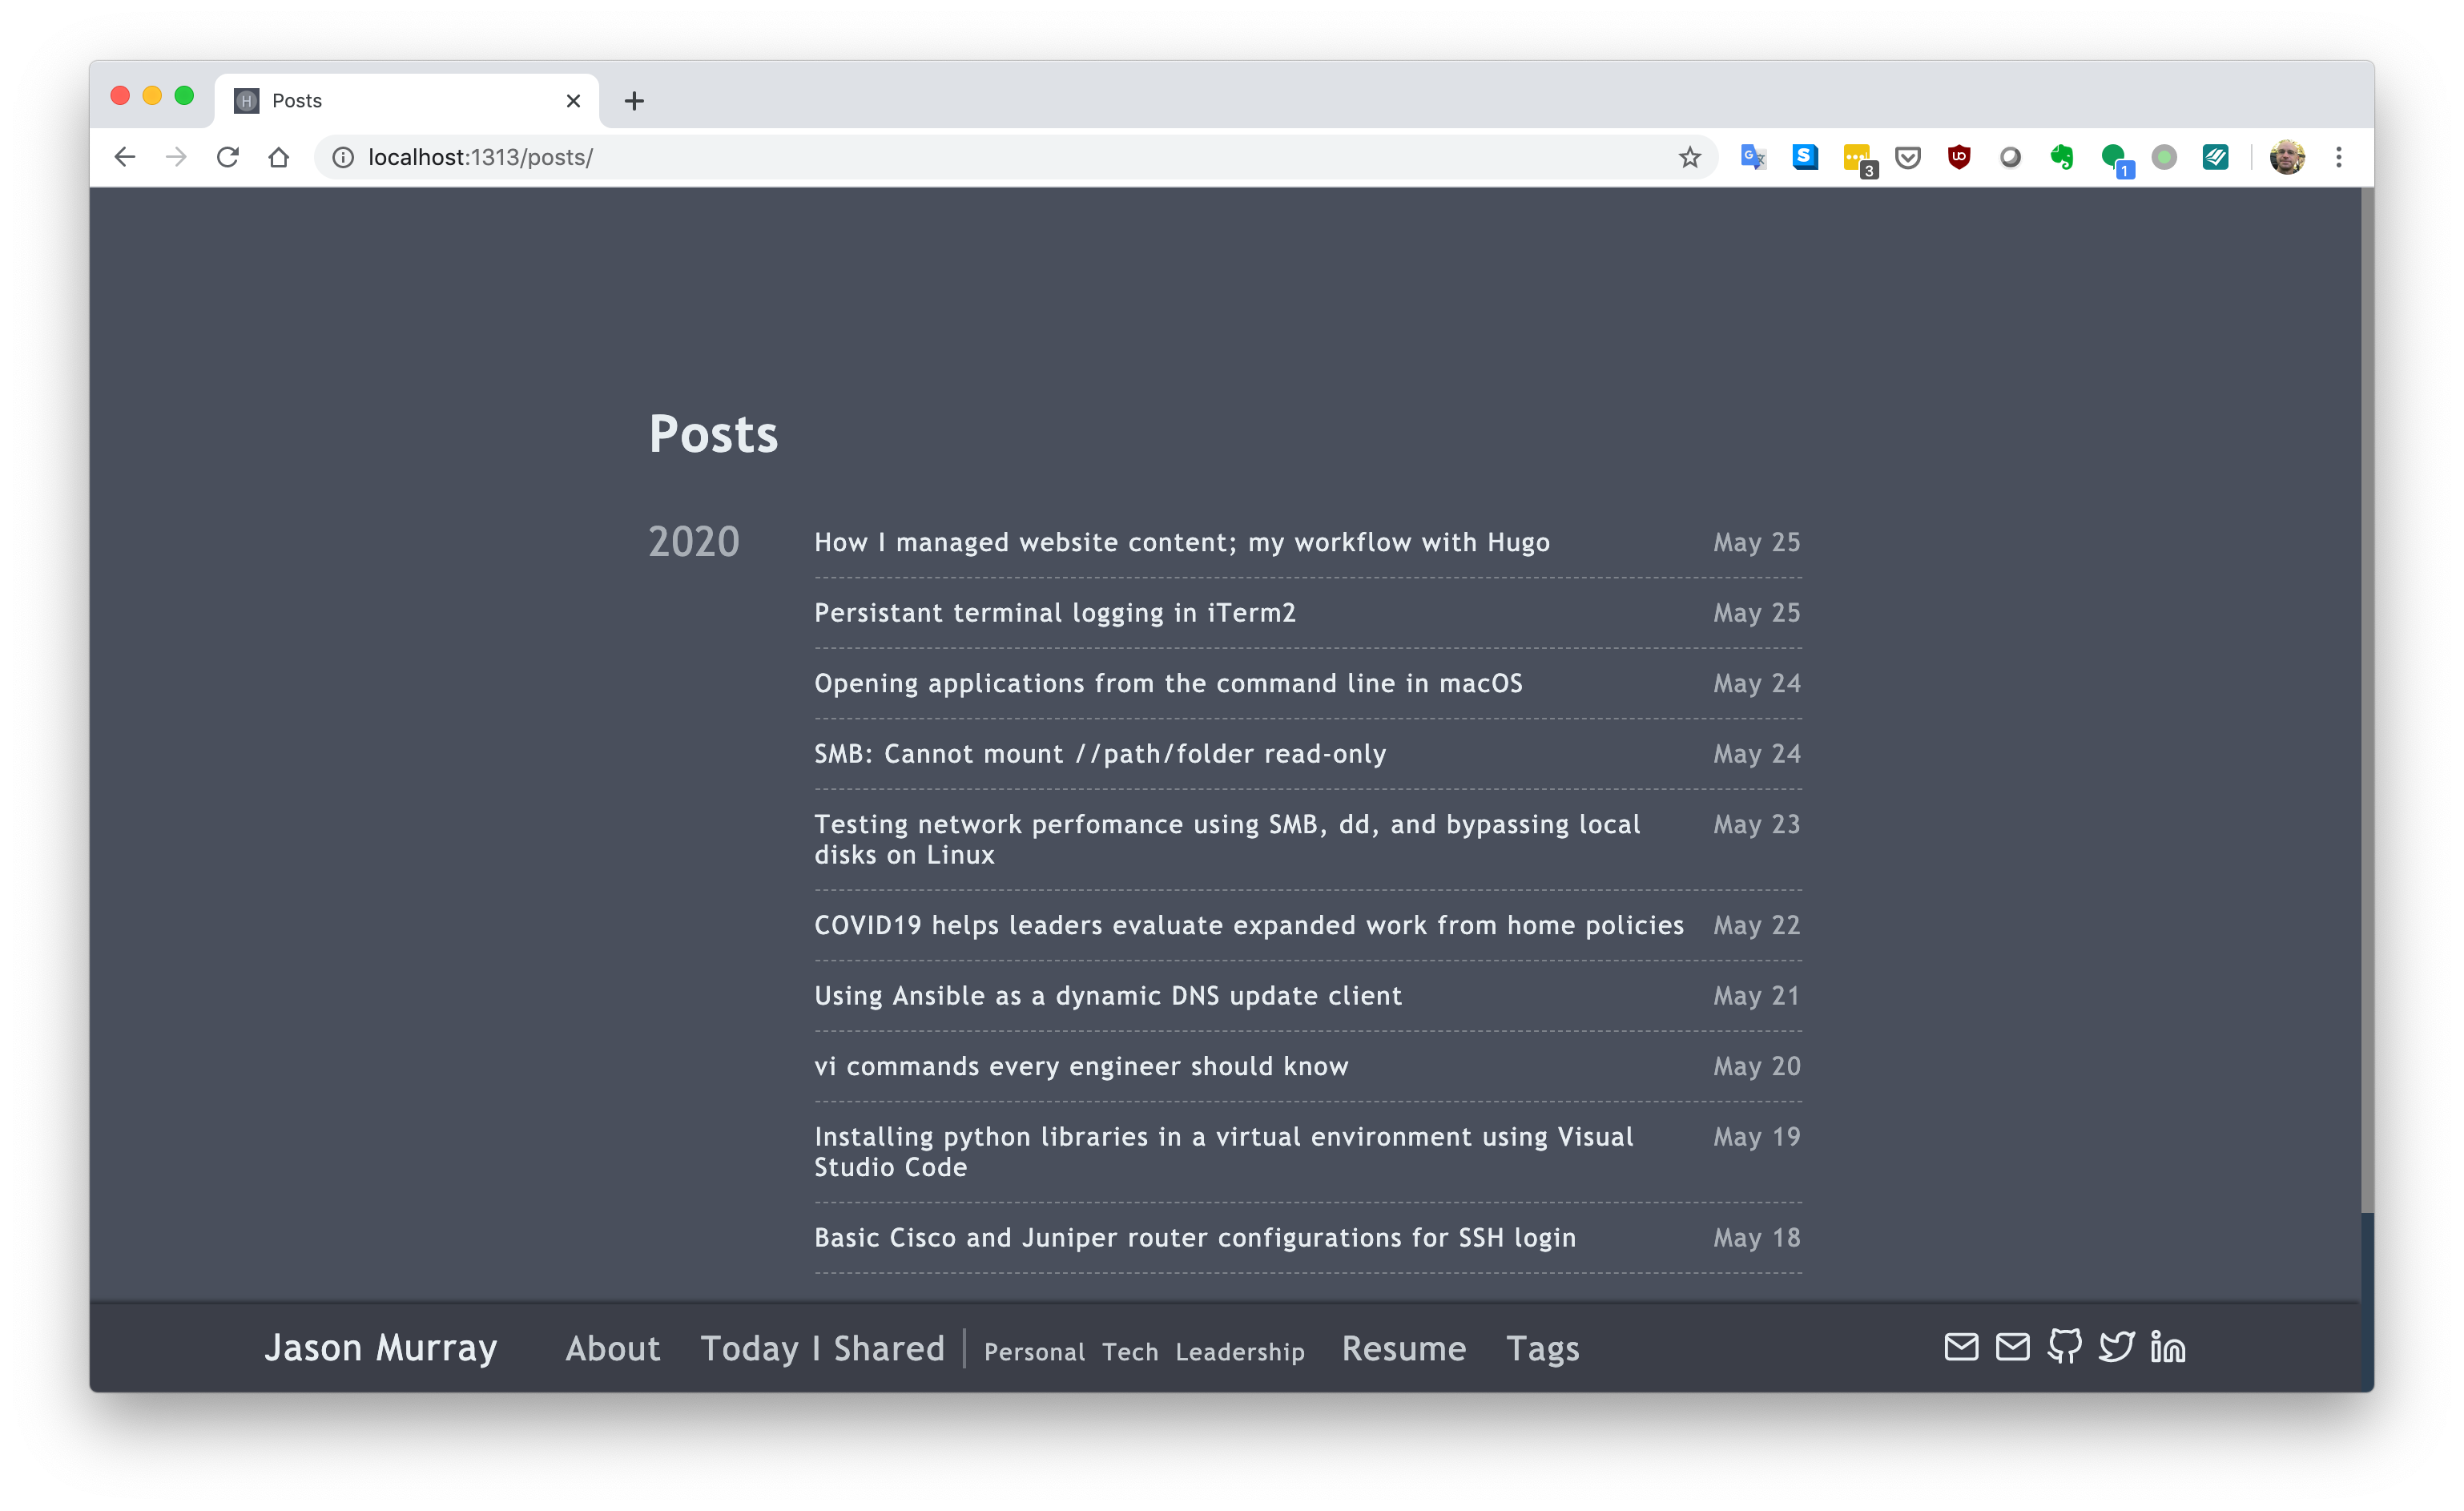 H Posts
localhost:1313/posts/
3
1
Posts
2020
How I managed website content; my workflow with Hugo May 25
Persistant terminal logging in iTerm2 May 25
Opening applications from the command line in macOS May 24
SMB: Cannot mount //path/folder read-only May 24
Testing network perfomance using SMB, dd, and bypassing local May 23
disks on Linux
COVID19 helps leaders evaluate expanded work from home policies May 22
Using Ansible as a dynamic DNS update client May 21
vi commands every engineer should know May 20
Installing python libraries in a virtual environment using Visual May 19
Studio Code
Basic Cisco and Juniper router configurations for SSH login May 18
Jason Murray About Today I Shared Personal Tech Leadership Resume Tags